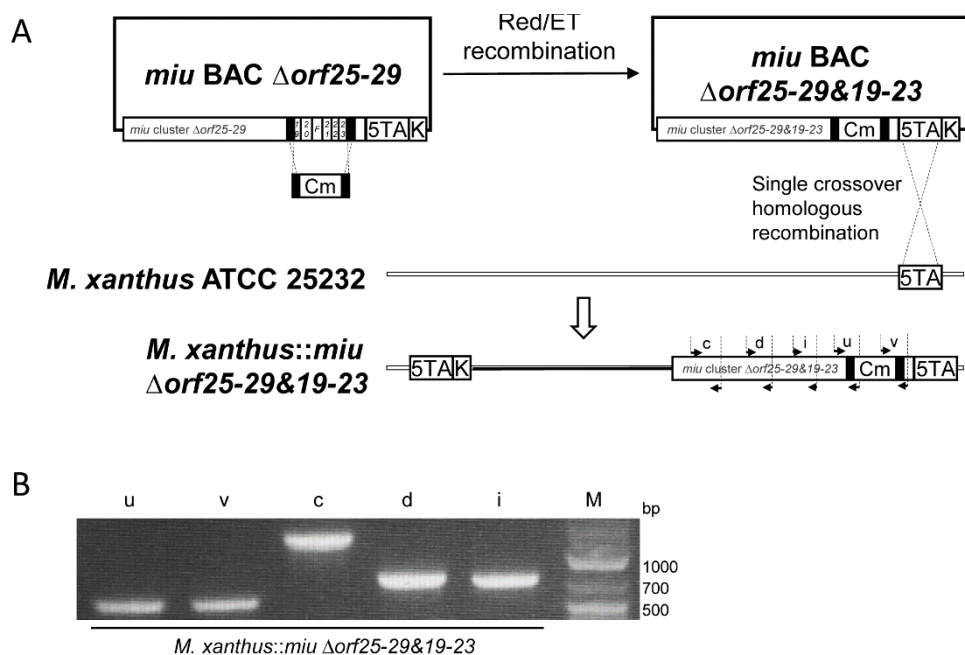 A
Red/ET
recombination
miu BAC Δorf25-29
miu BAC
Δorf25-29&19-23
miu cluster Δorf25-29
19
20
F
21
22
23
5TA
K
miu cluster Δorf25-29&19-23
Cm
5TA
K
Cm
Single crossover
homologous
recombination
M. xanthus ATCC 25232
5TA
M. xanthus::miu
Δorf25-29&19-23
c
d
i
u
v
5TA
K
miu cluster Δorf25-29&19-23
Cm
5TA
B
u v c d i M
bp
1000
700
500
M. xanthus::miu Δorf25-29&19-23